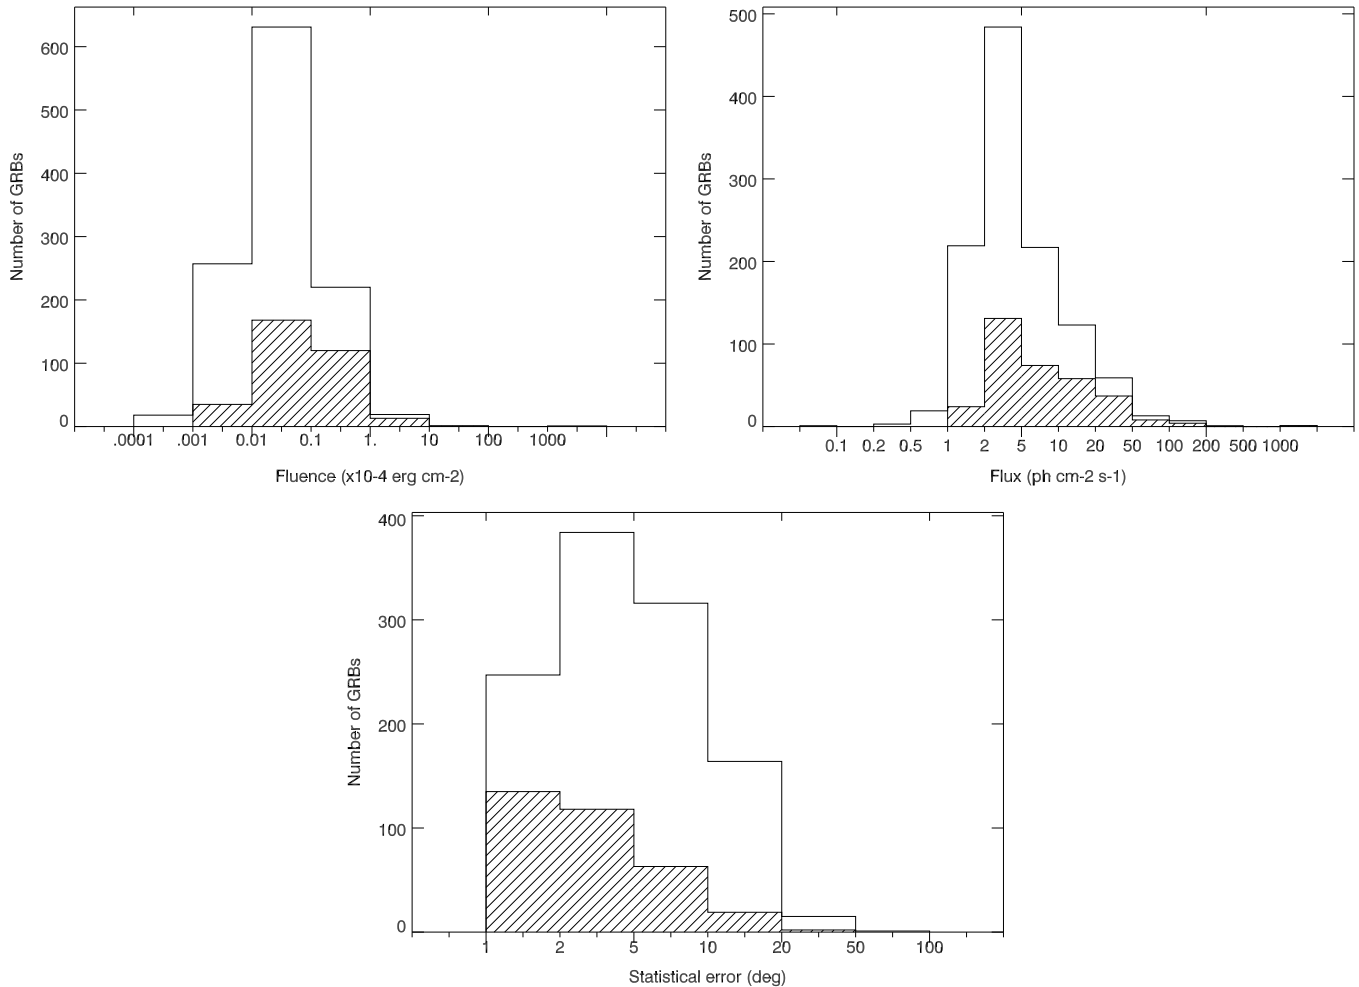 600
500
400
300
200
100
0
Number of GRBs
.0001 .001 0.01 0.1 1. 10 100 1000
Fluence (x10-4 erg cm-2)
500
400
300
200
100
0
Number of GRBs
0.1 0.2 0.5 1 2 5 10 20 50 100 200 500 1000
Flux (ph cm-2 s-1)
400
300
200
100
0
Number of GRBs
1 2 5 10 20 50 100
Statistical error (deg)